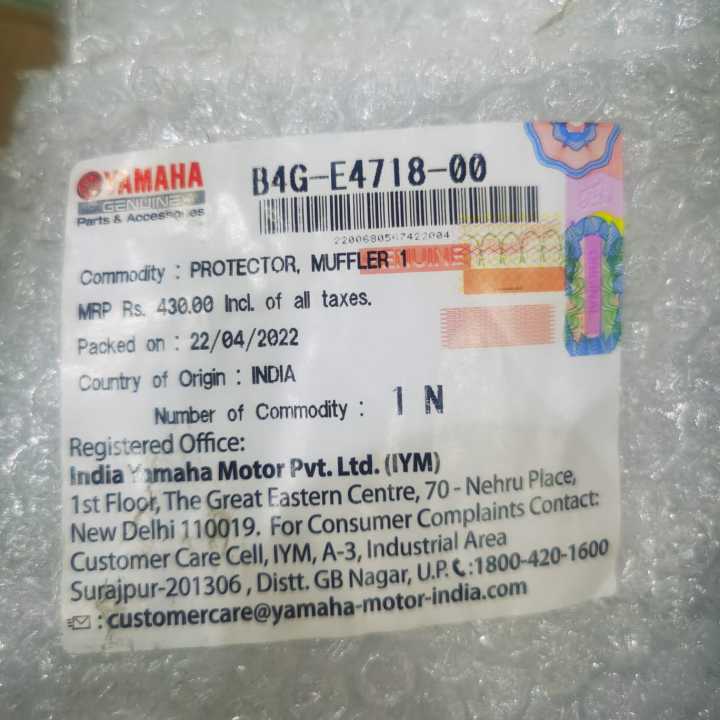 YAMAHA
GENUINE
Parts & Accessories
B4G-E4718-00
GENUINE
Commodity : PROTECTOR, MUFFLER 1
MRP Rs. 430.00 Incl. of all taxes.
Packed on : 22/04/2022
Country of Origin : INDIA
Number of Commodity : 1 N
Registered Office:
India Yamaha Motor Pvt. Ltd. (IYM)
1st Floor, The Great Eastern Centre, 70 - Nehru Place,
New Delhi 110019. For Consumer Complaints Contact:
Customer Care Cell, IYM, A-3, Industrial Area
Surajpur-201306 , Distt. GB Nagar, U.P. :1800-420-1600
: customercare@yamaha-motor-india.com